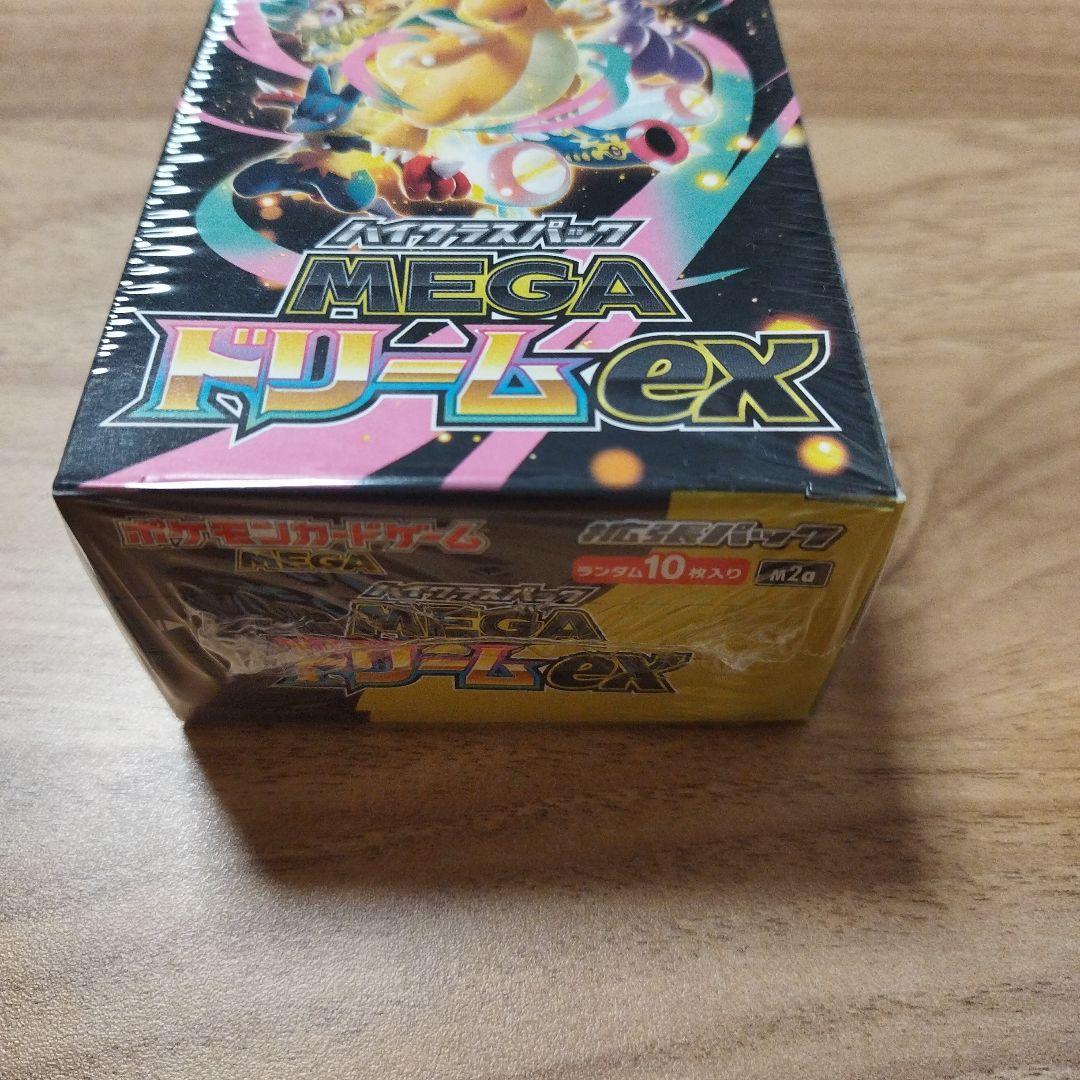 ハイクラスパック
MEGA
ドリームex
ポケモンカードゲーム
MEGA
拡張パック
ランダム10枚入り
M2a
ハイクラスパック
MEGA
ドリームex